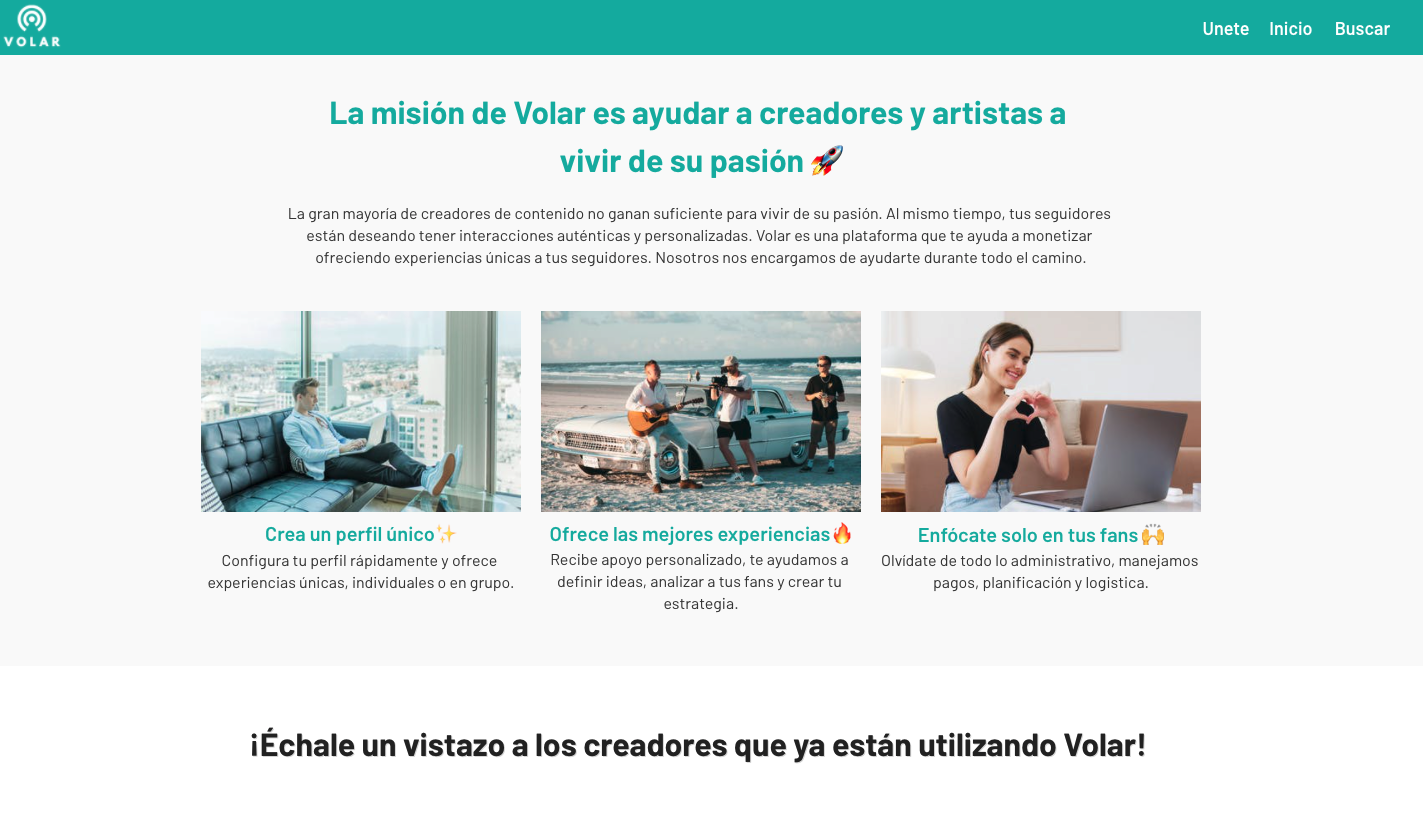 VOLAR
Unete Inicio Buscar
La misión de Volar es ayudar a creadores y artistas a
vivir de su pasión 🚀
La gran mayoría de creadores de contenido no ganan suficiente para vivir de su pasión. Al mismo tiempo, tus seguidores
están deseando tener interacciones auténticas y personalizadas. Volar es una plataforma que te ayuda a monetizar
ofreciendo experiencias únicas a tus seguidores. Nosotros nos encargamos de ayudarte durante todo el camino.
Crea un perfil único✨
Configura tu perfil rápidamente y ofrece
experiencias únicas, individuales o en grupo.
Ofrece las mejores experiencias🔥
Recibe apoyo personalizado, te ayudamos a
definir ideas, analizar a tus fans y crear tu
estrategia.
Enfócate solo en tus fans🙌
Olvídate de todo lo administrativo, manejamos
pagos, planificación y logistica.
¡Échale un vistazo a los creadores que ya están utilizando Volar!